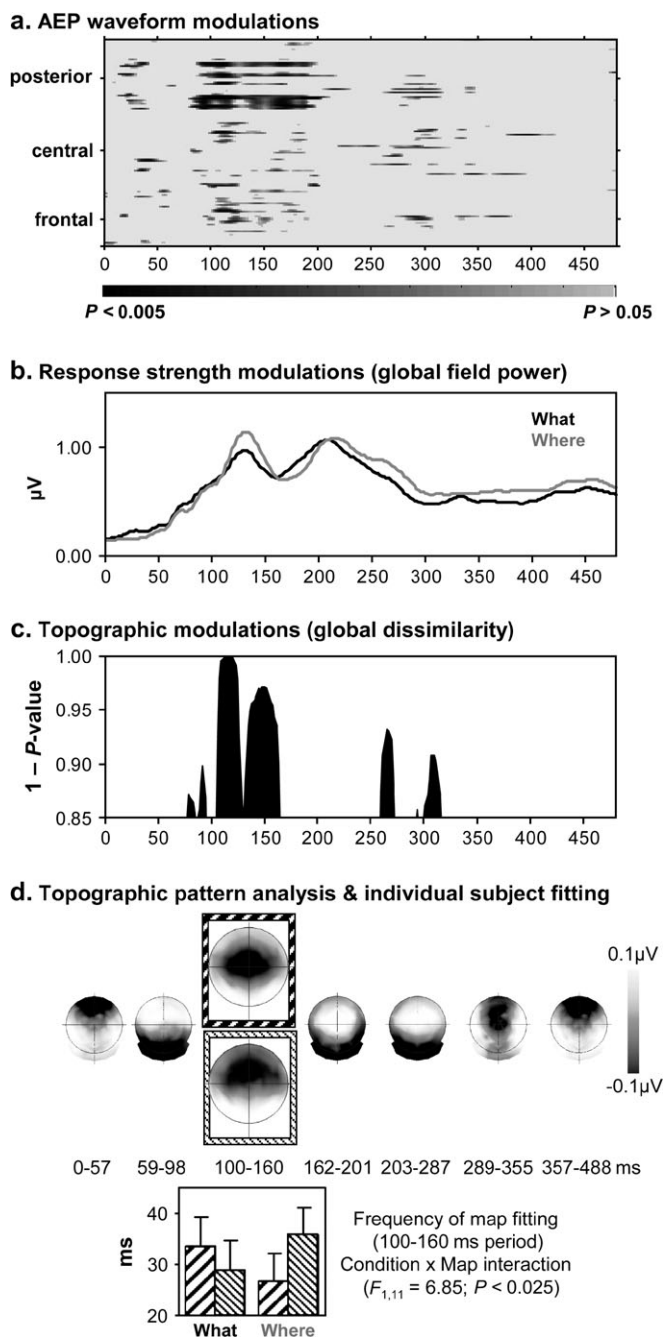 a. AEP waveform modulations
posterior
central
frontal
0 50 100 150 200 250 300 350 400 450
P < 0.005 P > 0.05
b. Response strength modulations (global field power)
What
Where
1.00
µV
0.00
0 50 100 150 200 250 300 350 400 450
c. Topographic modulations (global dissimilarity)
1.00
0.95
0.90
0.85
1 – P-value
0 50 100 150 200 250 300 350 400 450
d. Topographic pattern analysis & individual subject fitting
0.1µV
-0.1µV
0-57 59-98 100-160 162-201 203-287 289-355 357-488 ms
40
30
20
ms
What Where
Frequency of map fitting
(100-160 ms period)
Condition x Map interaction
(F1,11 = 6.85; P < 0.025)